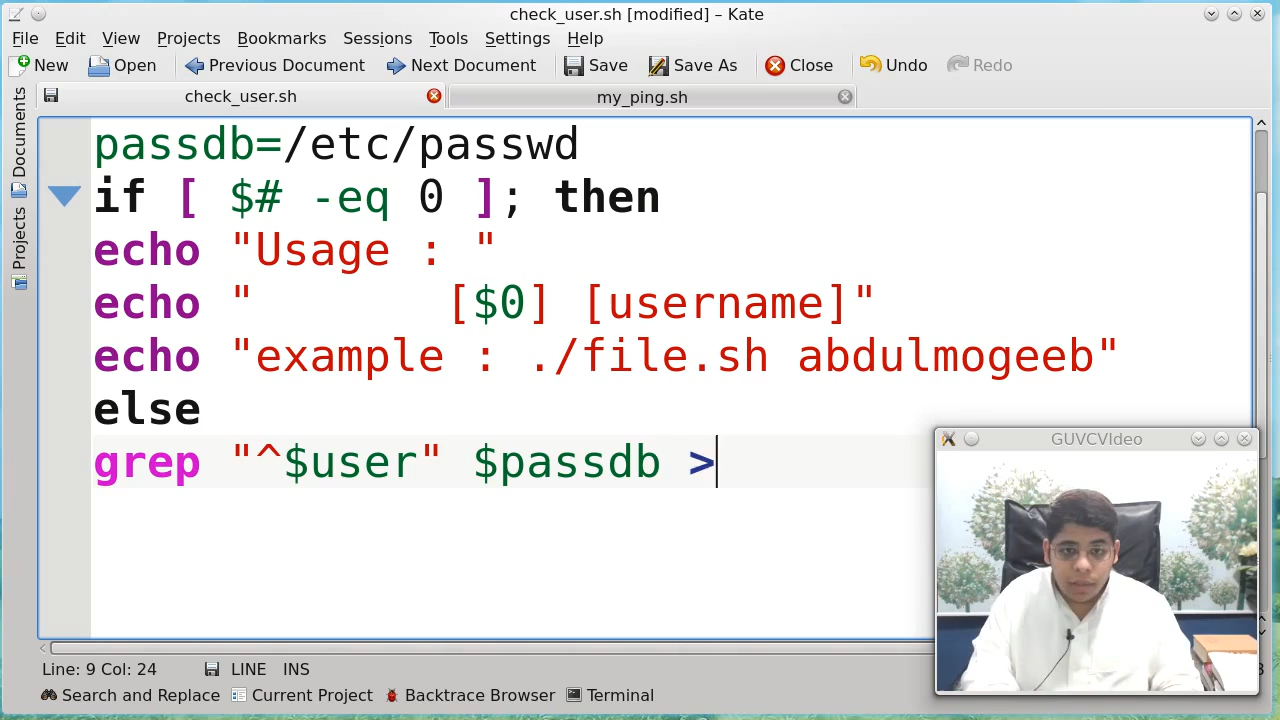 check_user.sh [modified] – Kate
File Edit View Projects Bookmarks Sessions Tools Settings Help
New Open Previous Document Next Document Save Save As Close Undo Redo
check_user.sh my_ping.sh
Documents
Projects
passdb=/etc/passwd
if [ $# -eq 0 ]; then
echo "Usage : "
echo "       [$0] [username]"
echo "example : ./file.sh abdulmogeeb"
else
grep "^$user" $passdb >
GUVCVIdeo
Line: 9 Col: 24 LINE INS
Search and Replace Current Project Backtrace Browser Terminal